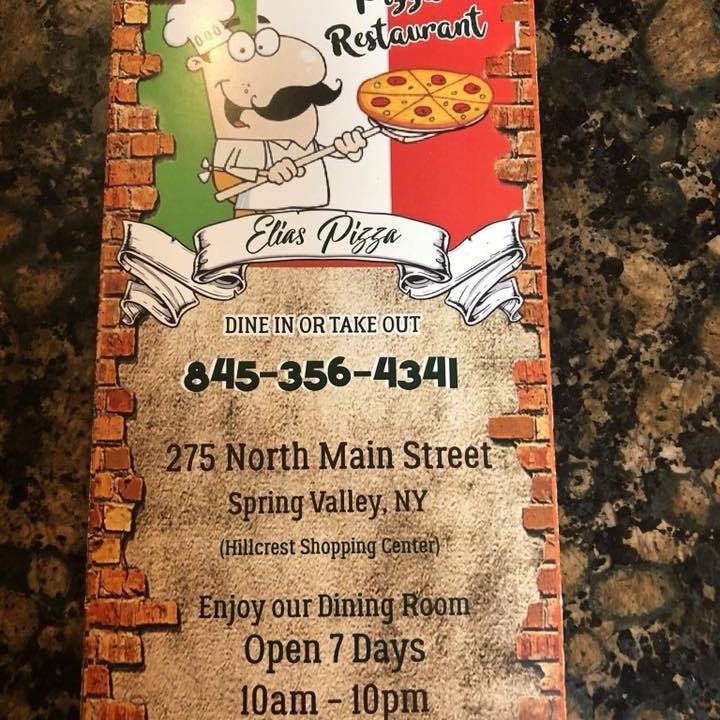 Pizza
Restaurant
Elias Pizza
DINE IN OR TAKE OUT
845-356-4341
275 North Main Street
Spring Valley, NY
(Hillcrest Shopping Center)
Enjoy our Dining Room
Open 7 Days
10am - 10pm